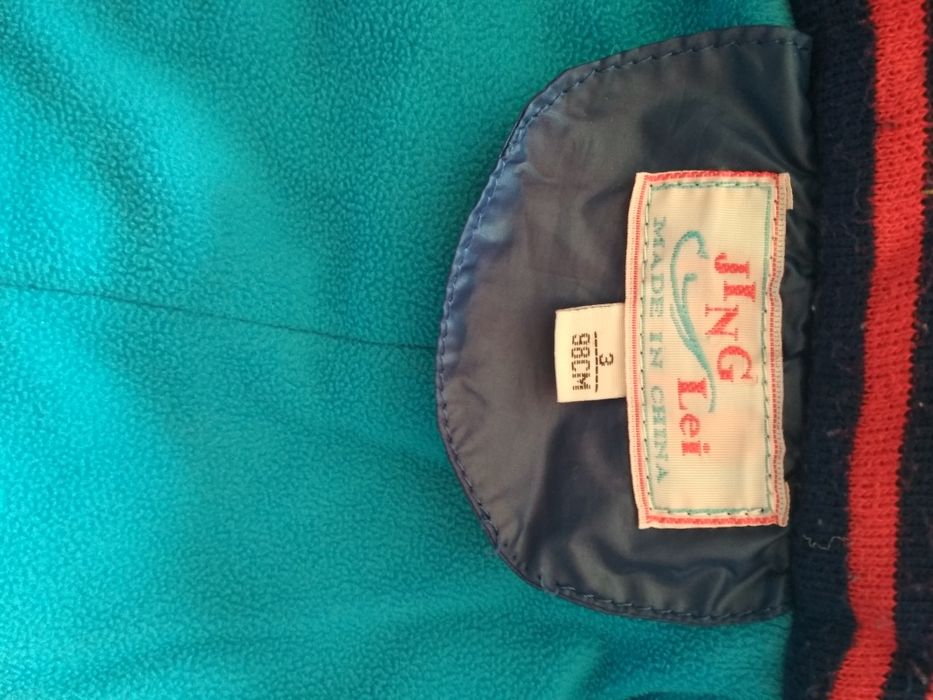 JING Lei
MADE IN CHINA
3
98CM